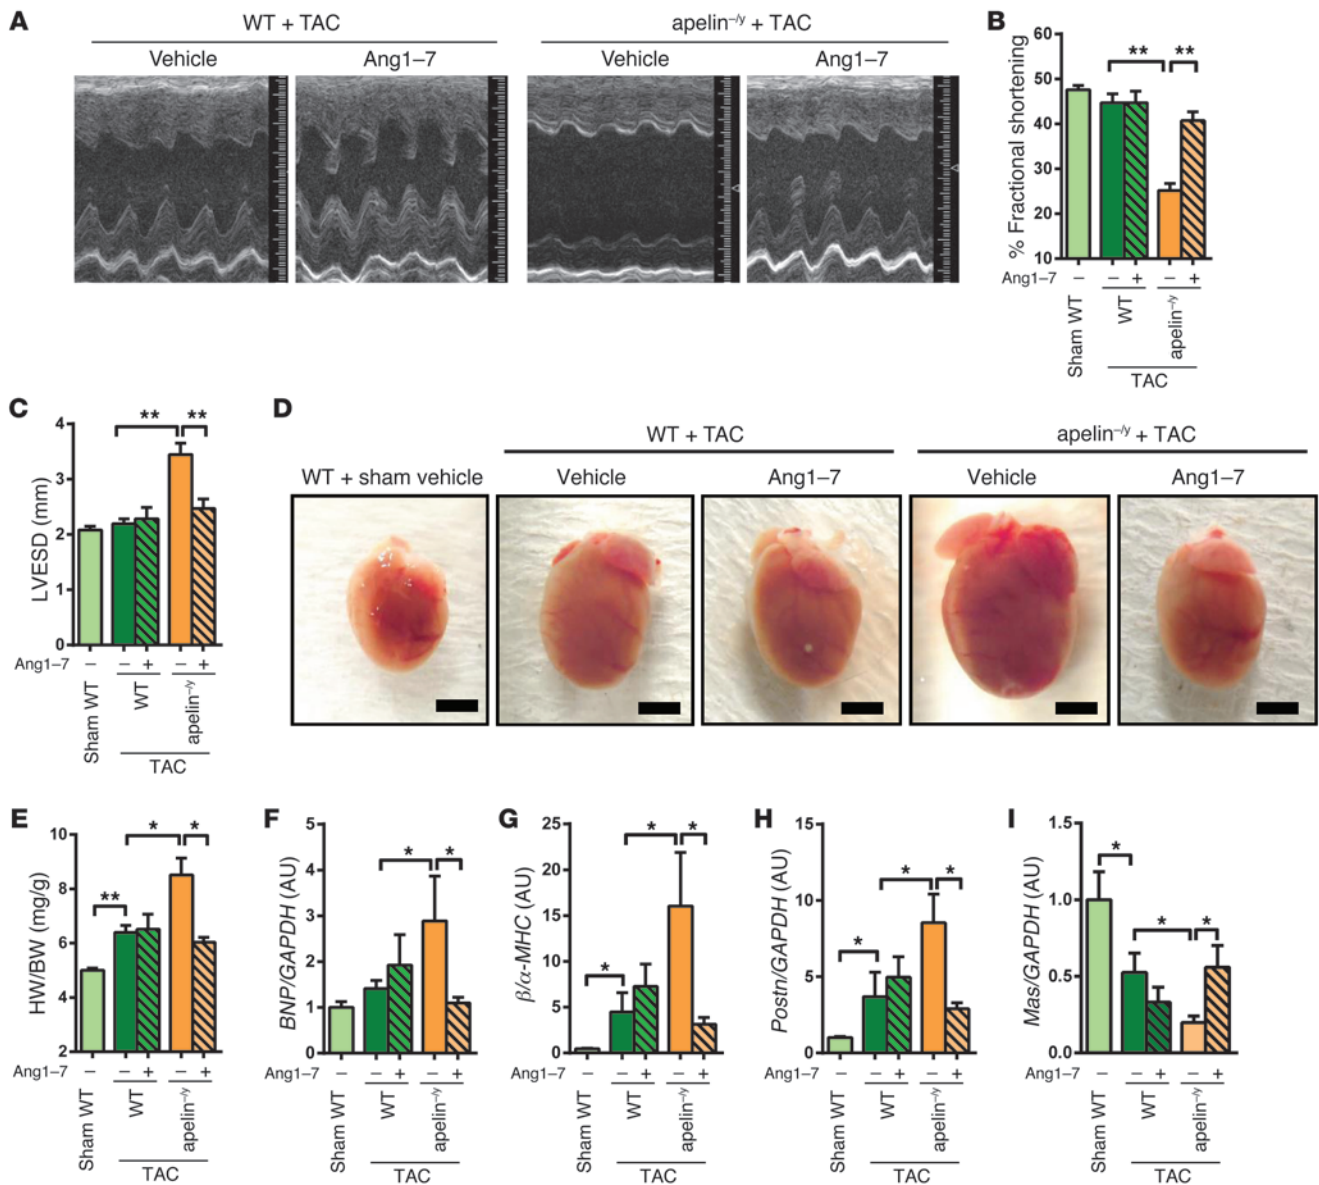 A
WT + TAC
apelin⁻/ʸ + TAC
Vehicle
Ang1–7
Vehicle
Ang1–7
B
% Fractional shortening
60
50
40
30
20
10
** **
Ang1–7 – – + – +
Sham WT
WT
apelin⁻/ʸ
TAC
C
LVESD (mm)
4
3
2
1
0
** **
Ang1–7 – – + – +
Sham WT
WT
apelin⁻/ʸ
TAC
D
WT + TAC
apelin⁻/ʸ + TAC
WT + sham vehicle
Vehicle
Ang1–7
Vehicle
Ang1–7
E
HW/BW (mg/g)
10
8
6
4
2
** * *
Ang1–7 – – + – +
Sham WT
WT
apelin⁻/ʸ
TAC
F
BNP/GAPDH (AU)
5
4
3
2
1
0
* *
Ang1–7 – – + – +
Sham WT
WT
apelin⁻/ʸ
TAC
G
β/α-MHC (AU)
25
20
15
10
5
0
* * *
Ang1–7 – – + – +
Sham WT
WT
apelin⁻/ʸ
TAC
H
Postn/GAPDH (AU)
15
10
5
0
* * *
Ang1–7 – – + – +
Sham WT
WT
apelin⁻/ʸ
TAC
I
Mas/GAPDH (AU)
1.5
1.0
0.5
0.0
* * *
Ang1–7 – – + – +
Sham WT
WT
apelin⁻/ʸ
TAC